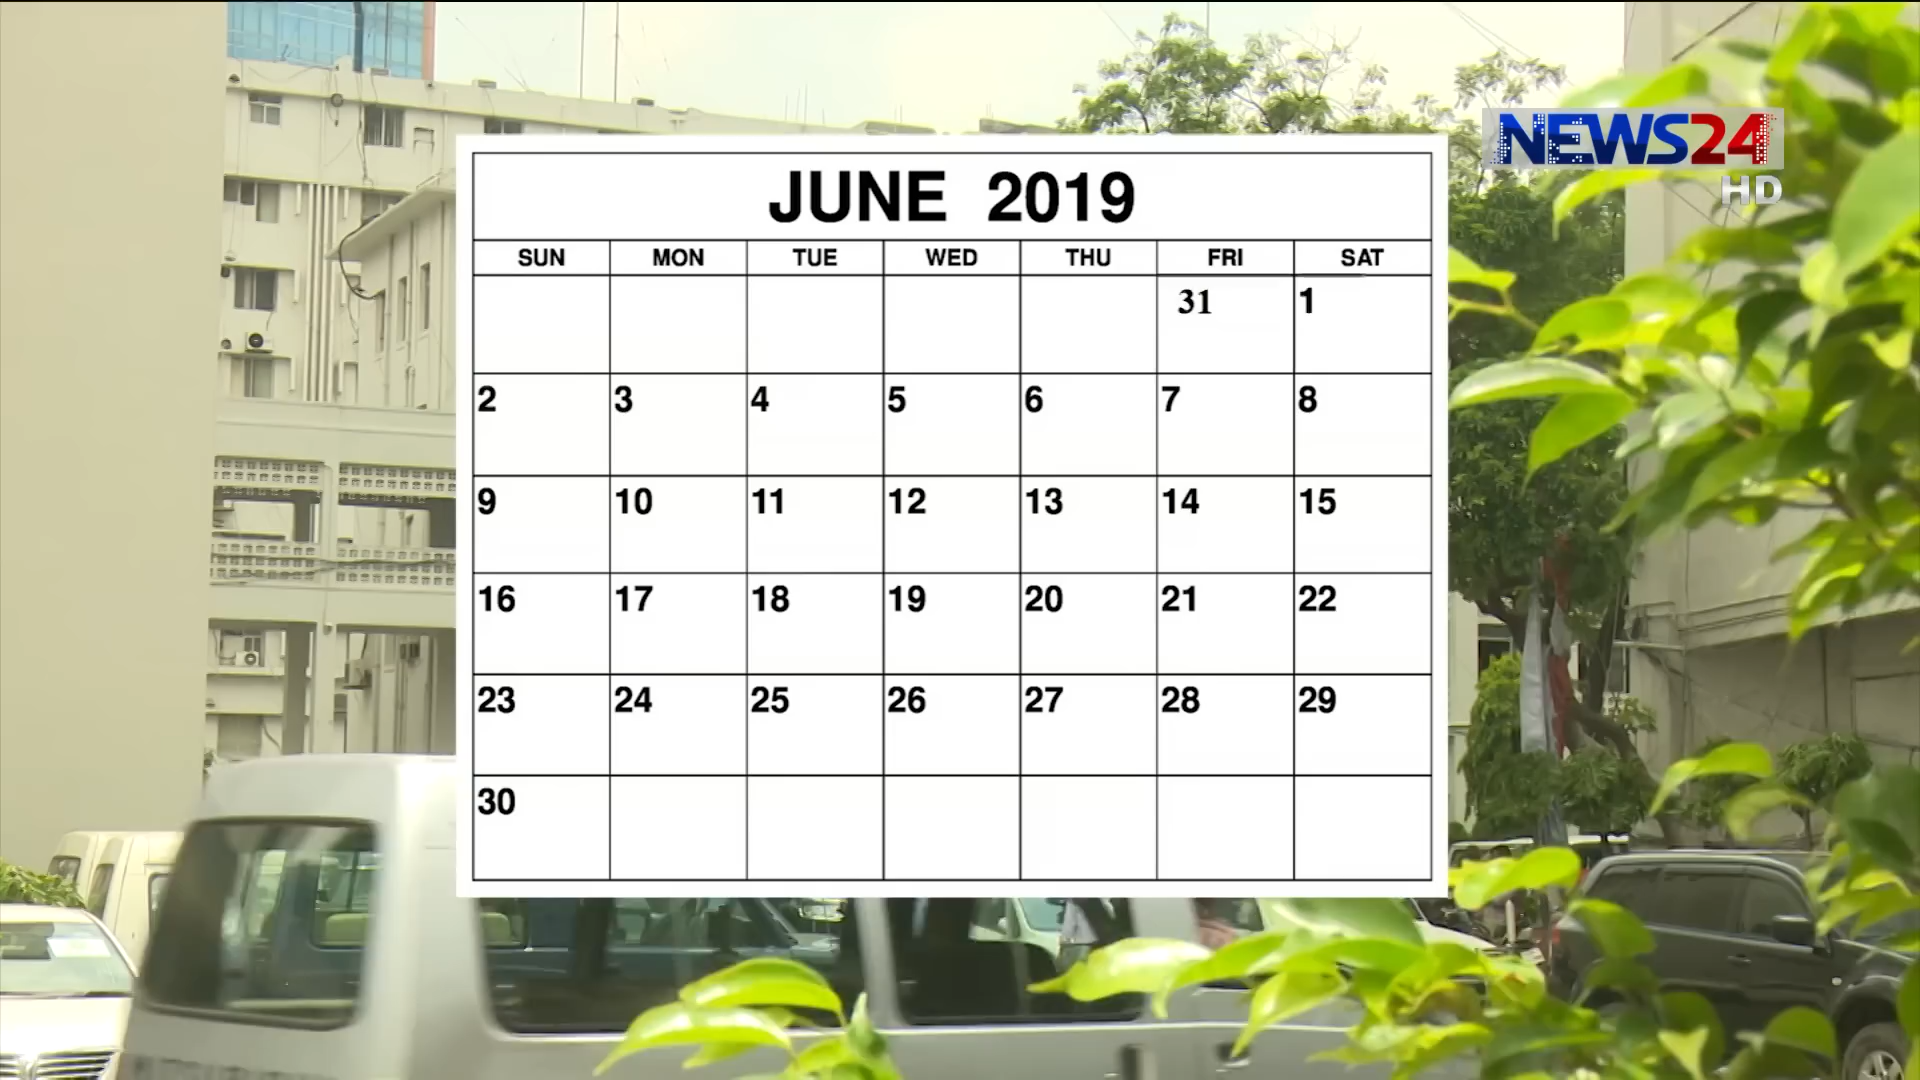 NEWS24
HD
JUNE 2019
SUN MON TUE WED THU FRI SAT
31 1
2 3 4 5 6 7 8
9 10 11 12 13 14 15
16 17 18 19 20 21 22
23 24 25 26 27 28 29
30